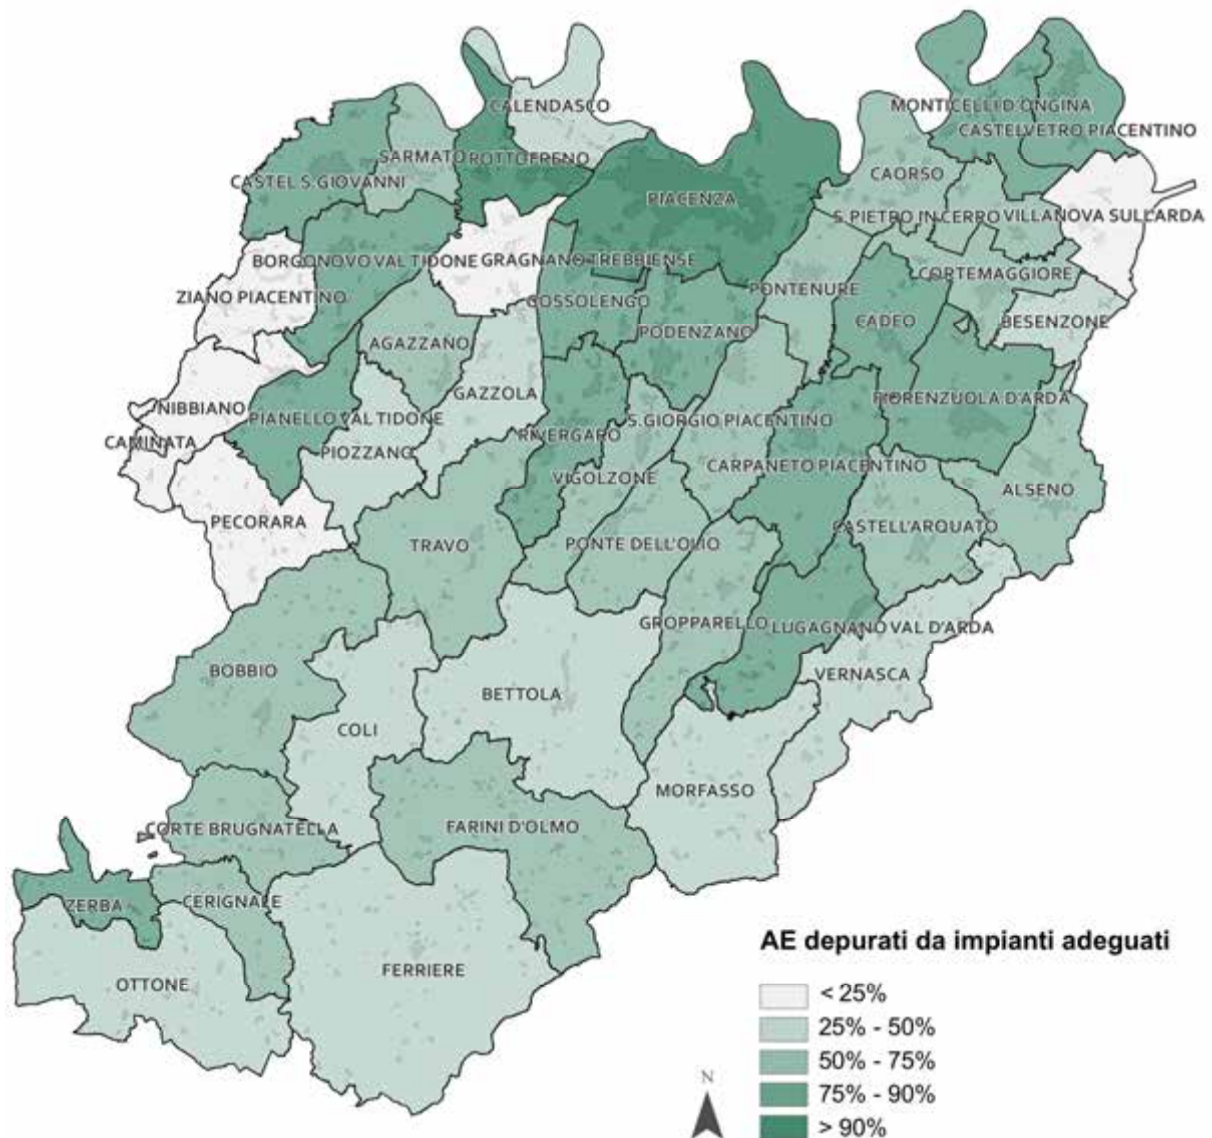 CALENDASCO
MONTICELLI D'ONGINA
CASTELVETRO PIACENTINO
SARMATO
ROTTOFRENO
CASTEL S.GIOVANNI
CAORSO
PIACENZA
S.PIETRO IN CERRO
VILLANOVA SULL'ARDA
BORGONOVO VAL TIDONE
GRAGNANO TREBBIENSE
CORTEMAGGIORE
ZIANO PIACENTINO
GOSSOLENGO
PONTENURE
PODENZANO
CADEO
BESENZONE
AGAZZANO
GAZZOLA
FIORENZUOLA D'ARDA
NIBBIANO
PIANELLO VAL TIDONE
S.GIORGIO PIACENTINO
RIVERGARO
CAMINATA
PIOZZANO
CARPANETO PIACENTINO
VIGOLZONE
ALSENO
PECORARA
CASTELL'ARQUATO
TRAVO
PONTE DELL'OLIO
GROPPARELLO
LUGAGNANO VAL D'ARDA
BOBBIO
VERNASCA
BETTOLA
COLI
MORFASSO
CORTE BRUGNATELLA
FARINI D'OLMO
ZERBA
CERIGNALE
FERRIERE
OTTONE
AE depurati da impianti adeguati
< 25%
25% - 50%
50% - 75%
75% - 90%
> 90%
N